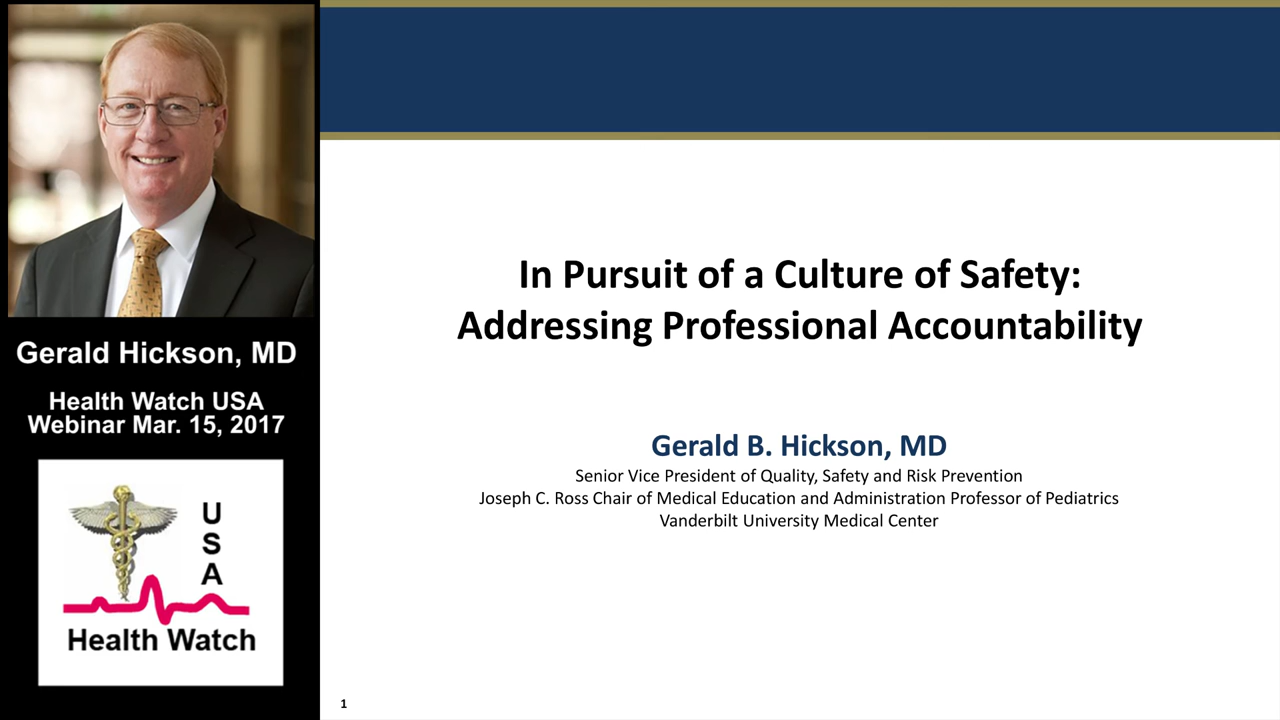 Gerald Hickson, MD
Health Watch USA
Webinar Mar. 15, 2017
U
S
A
Health Watch
In Pursuit of a Culture of Safety:
Addressing Professional Accountability
Gerald B. Hickson, MD
Senior Vice President of Quality, Safety and Risk Prevention
Joseph C. Ross Chair of Medical Education and Administration Professor of Pediatrics
Vanderbilt University Medical Center
1